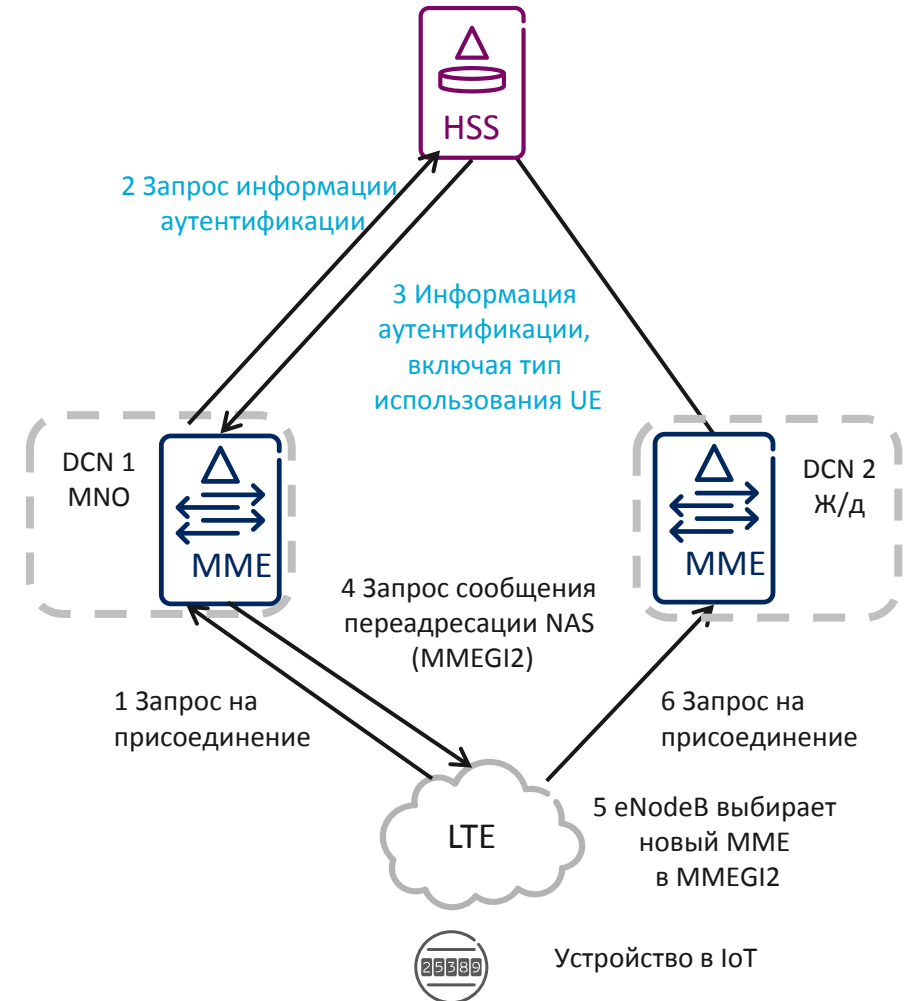 HSS
2 Запрос информации
аутентификации
3 Информация
аутентификации,
включая тип
использования UE
DCN 1
MNO
MME
DCN 2
Ж/д
MME
4 Запрос сообщения
переадресации NAS
(MMEGI2)
1 Запрос на
присоединение
6 Запрос на
присоединение
LTE
5 eNodeB выбирает
новый MME
в MMEGI2
25389
Устройство в IoT